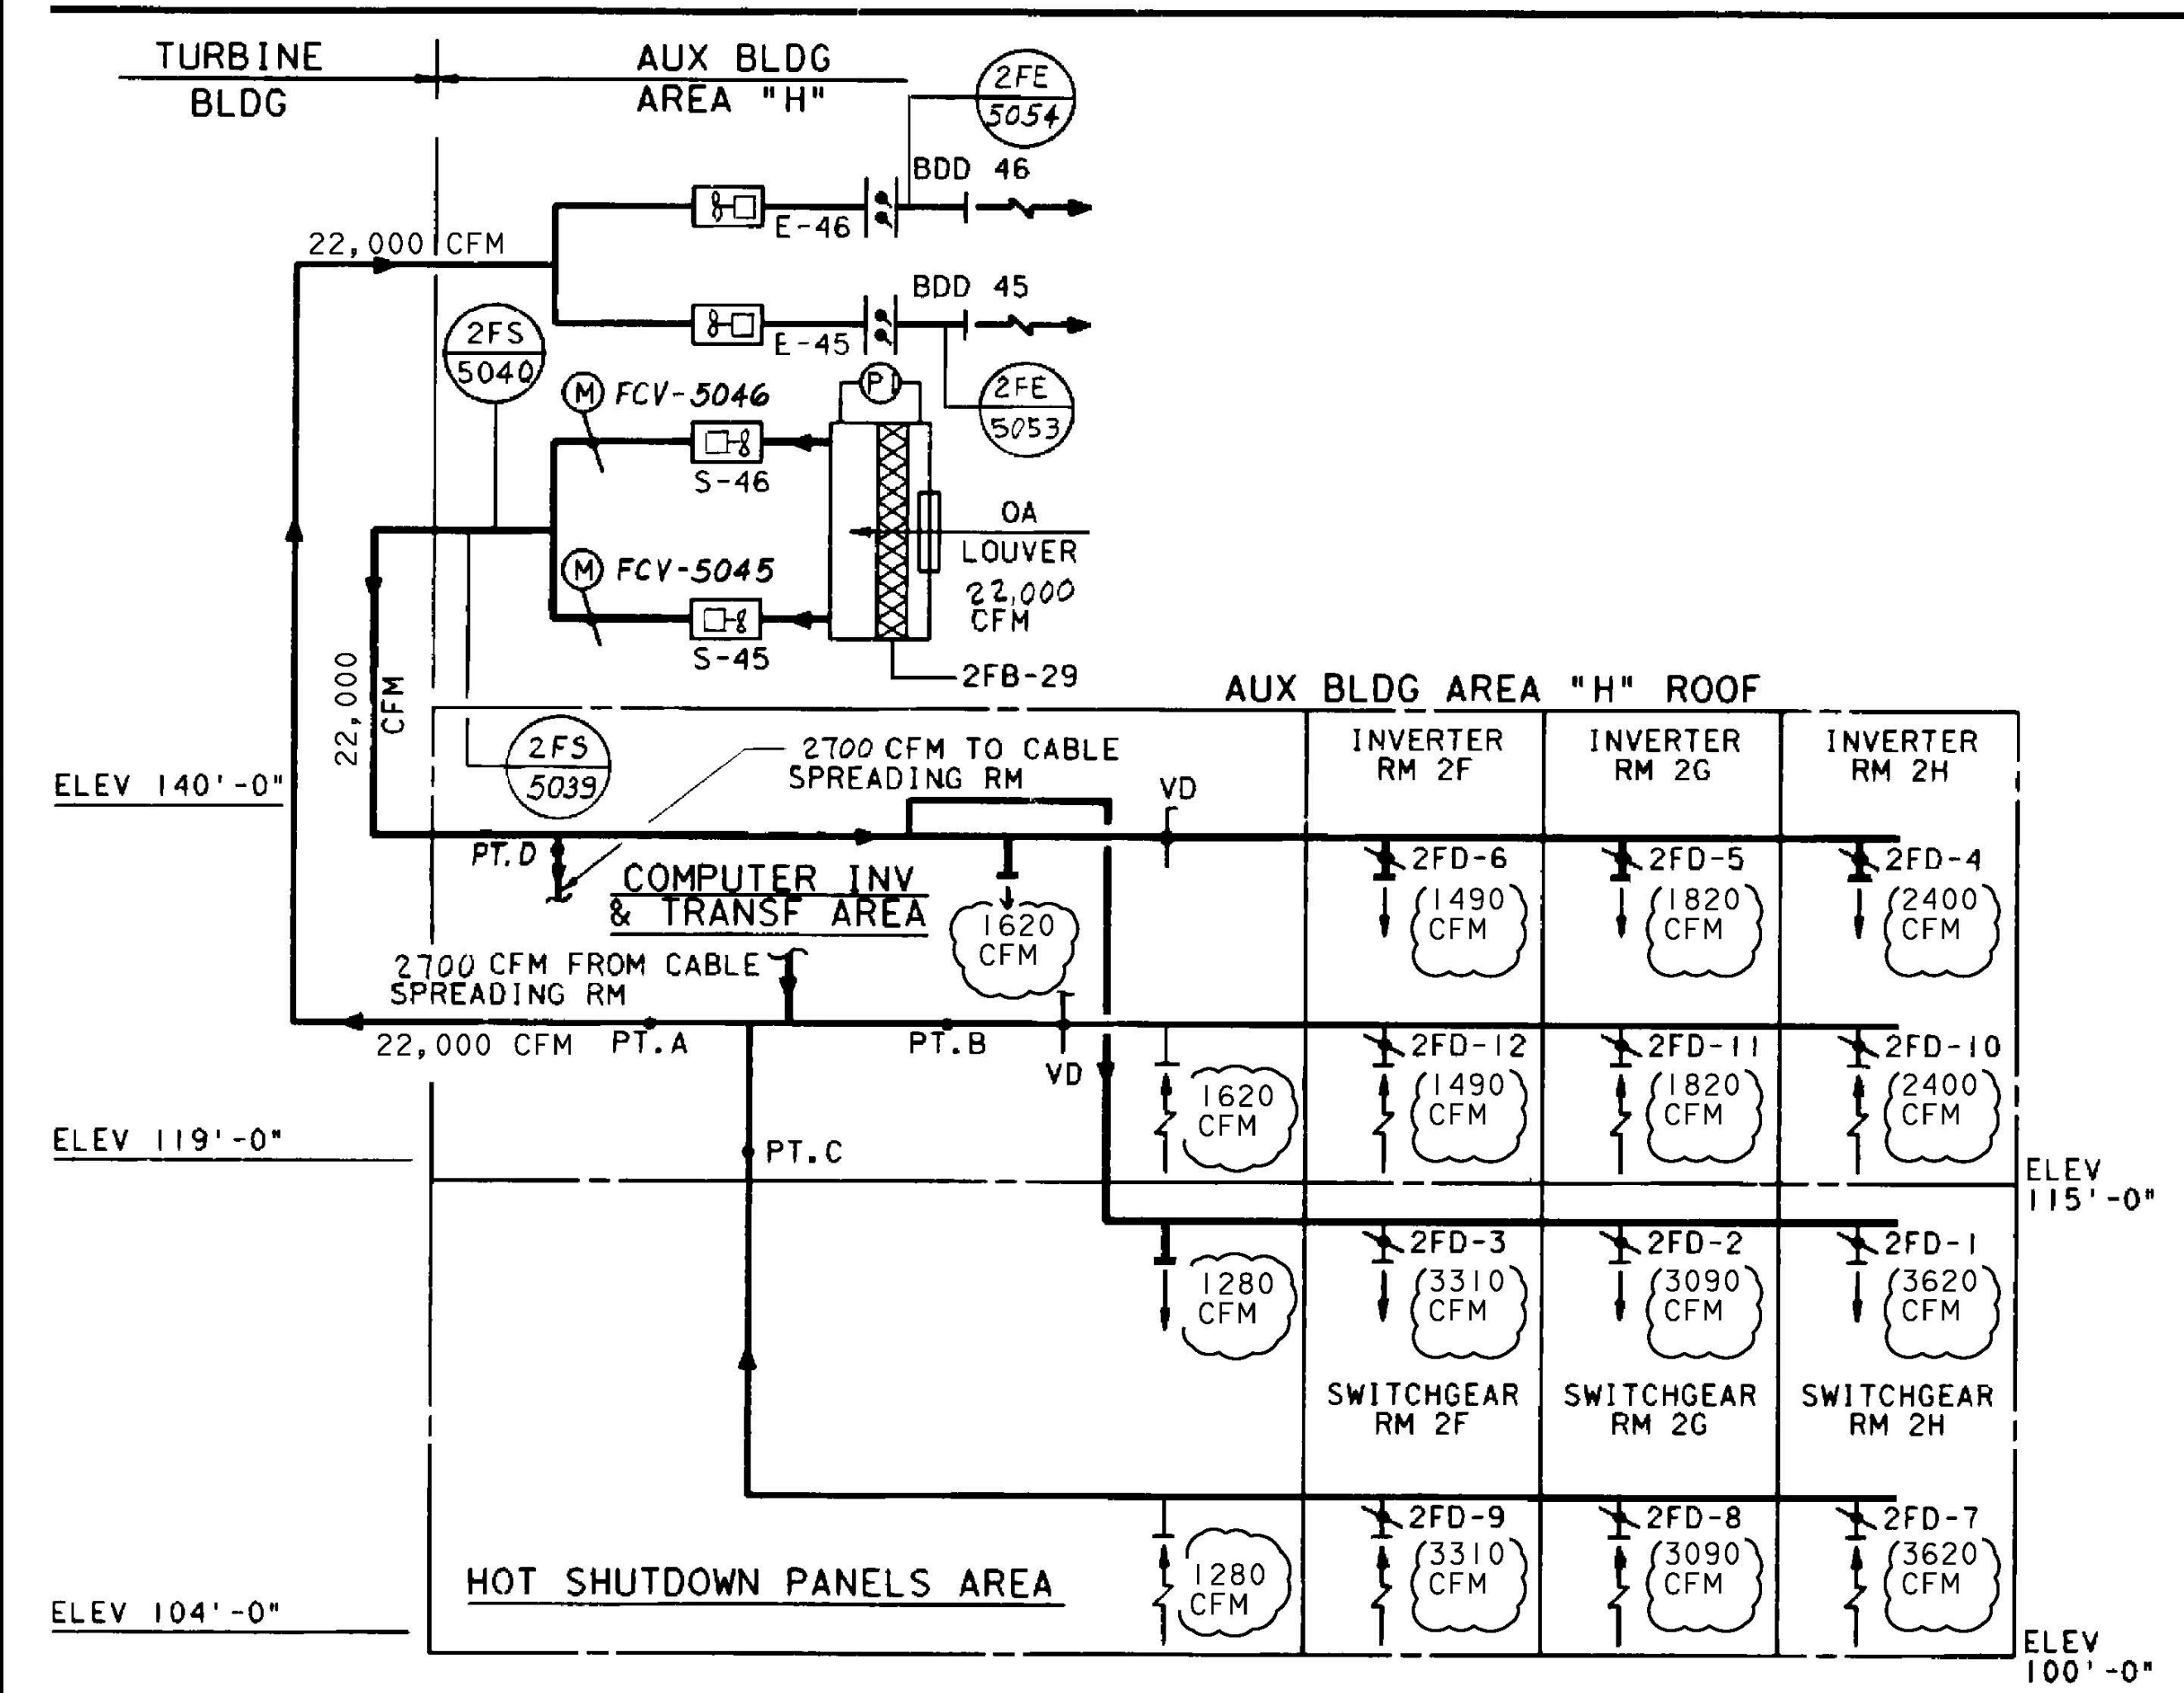 TURBINE
BLDG
AUX BLDG
AREA "H"
2FE
5054
BDD 46
E-46
22,000 CFM
BDD 45
E-45
2FS
5040
PI
2FE
5053
M FCV-5046
S-46
OA
LOUVER
22,000
CFM
M FCV-5045
S-45
2FB-29
22,000
CFM
AUX BLDG AREA "H" ROOF
2FS
5039
2700 CFM TO CABLE
SPREADING RM
VD
INVERTER
RM 2F
INVERTER
RM 2G
INVERTER
RM 2H
ELEV 140'-0"
PT. D
COMPUTER INV
& TRANSF AREA
1620
CFM
2FD-6
(1490)
CFM
2FD-5
(1820)
CFM
2FD-4
(2400)
CFM
2700 CFM FROM CABLE
SPREADING RM
22,000 CFM
PT. A
PT. B
VD
1620
CFM
2FD-12
(1490)
CFM
2FD-11
(1820)
CFM
2FD-10
(2400)
CFM
ELEV 119'-0"
PT. C
ELEV
115'-0"
1280
CFM
2FD-3
(3310)
CFM
2FD-2
(3090)
CFM
2FD-1
(3620)
CFM
SWITCHGEAR
RM 2F
SWITCHGEAR
RM 2G
SWITCHGEAR
RM 2H
HOT SHUTDOWN PANELS AREA
1280
CFM
2FD-9
(3310)
CFM
2FD-8
(3090)
CFM
2FD-7
(3620)
CFM
ELEV 104'-0"
ELEV
100'-0"